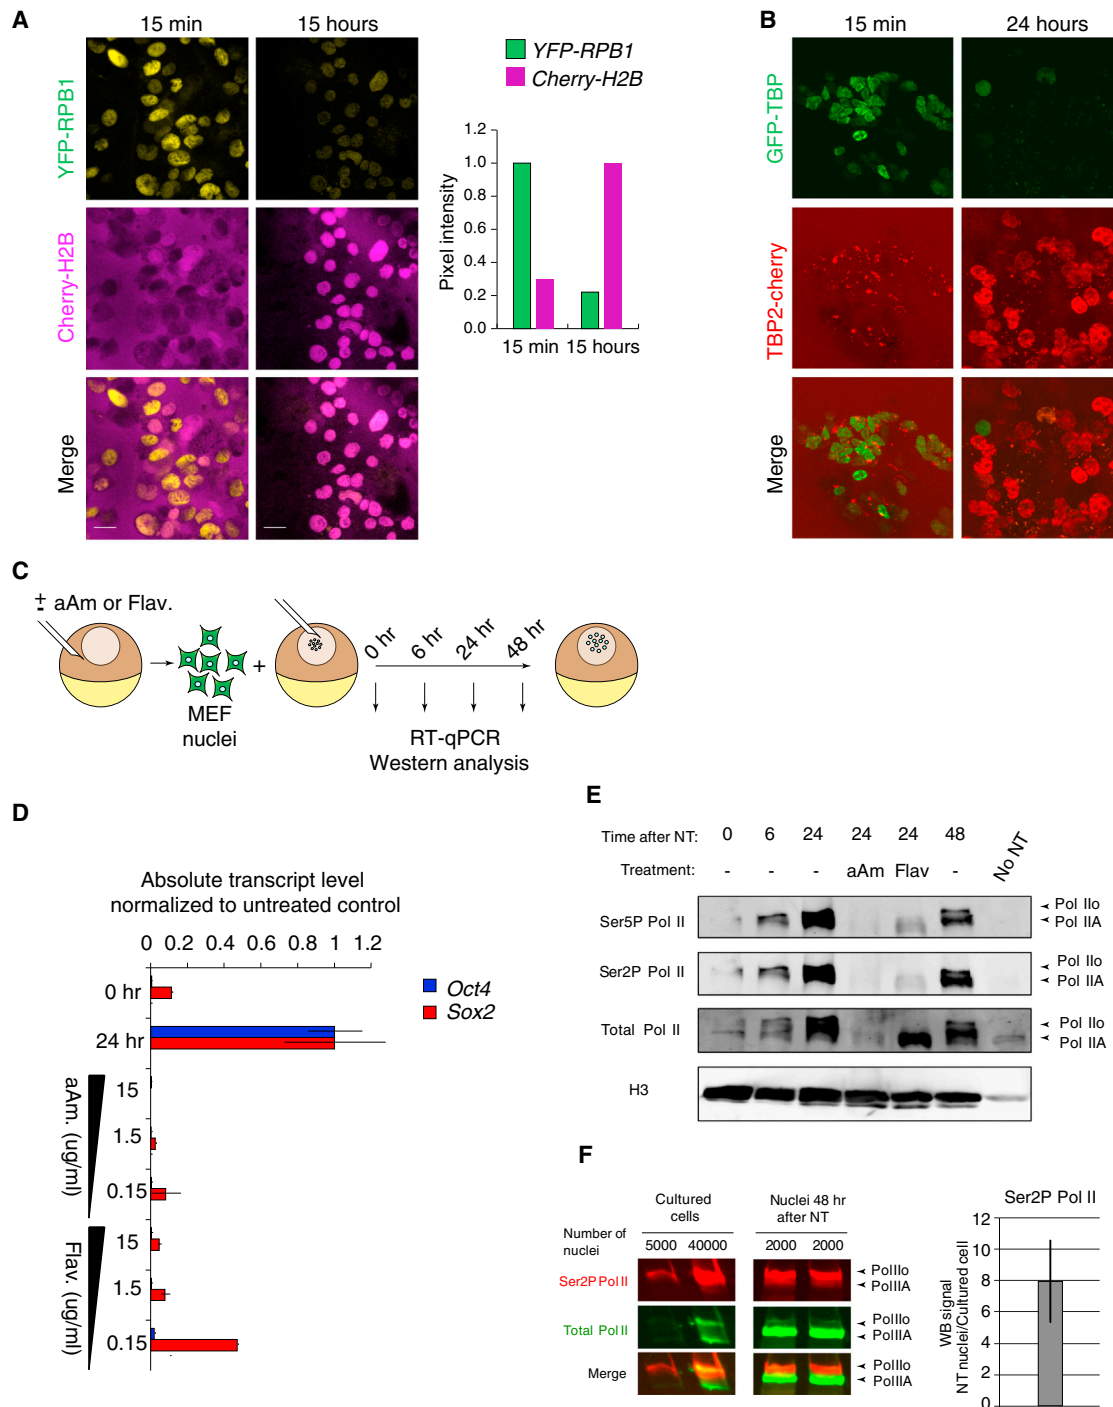 A
15 min
15 hours
YFP-RPB1
Cherry-H2B
Merge
YFP-RPB1
Cherry-H2B
Pixel intensity
1.2
1.0
0.8
0.6
0.4
0.2
0.0
15 min
15 hours
B
15 min
24 hours
GFP-TBP
TBP2-cherry
Merge
C
± aAm or Flav.
MEF
nuclei
+
0 hr
6 hr
24 hr
48 hr
RT-qPCR
Western analysis
D
Absolute transcript level
normalized to untreated control
0 0.2 0.4 0.6 0.8 1 1.2
Oct4
Sox2
0 hr
24 hr
aAm. (ug/ml)
15
1.5
0.15
Flav. (ug/ml)
15
1.5
0.15
E
Time after NT: 0 6 24 24 24 48 No NT
Treatment: - - - aAm Flav -
Ser5P Pol II
Pol IIo
Pol IIA
Ser2P Pol II
Pol IIo
Pol IIA
Total Pol II
Pol IIo
Pol IIA
H3
F
Cultured
cells
Nuclei 48 hr
after NT
Number of
nuclei
5000 40000 2000 2000
Ser2P Pol II
PolIIo
PolIIA
Total Pol II
PolIIo
PolIIA
Merge
PolIIo
PolIIA
Ser2P Pol II
WB signal
NT nuclei/Cultured cell
12
10
8
6
4
2
0